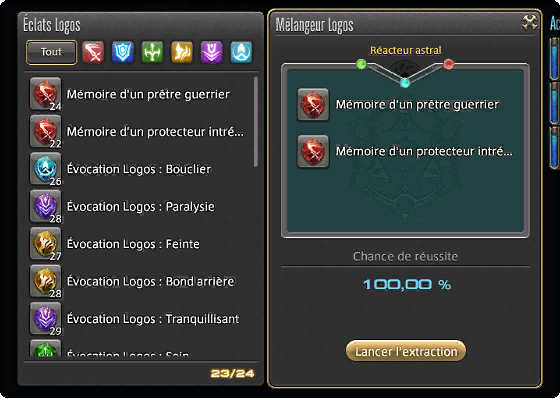 Éclats Logos
Tout
24
Mémoire d'un prêtre guerrier
22
Mémoire d'un protecteur intré...
26
Évocation Logos : Bouclier
28
Évocation Logos : Paralysie
27
Évocation Logos : Feinte
28
Évocation Logos : Bond arrière
29
Évocation Logos : Tranquillisant
Évocation Logos : Soin
23/24
Mélangeur Logos
Réacteur astral
Mémoire d'un prêtre guerrier
Mémoire d'un protecteur intré...
Chance de réussite
100,00 %
Lancer l'extraction